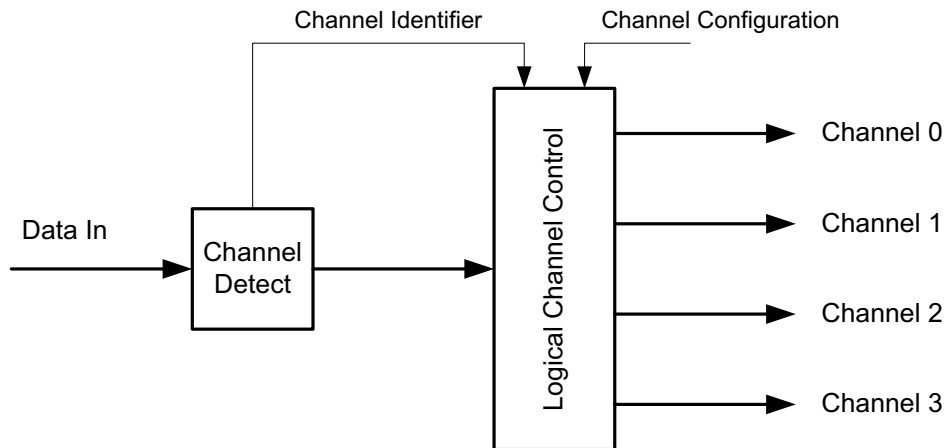 Channel Identifier
Channel Configuration
Data In
Channel
Detect
Logical Channel Control
Channel 0
Channel 1
Channel 2
Channel 3